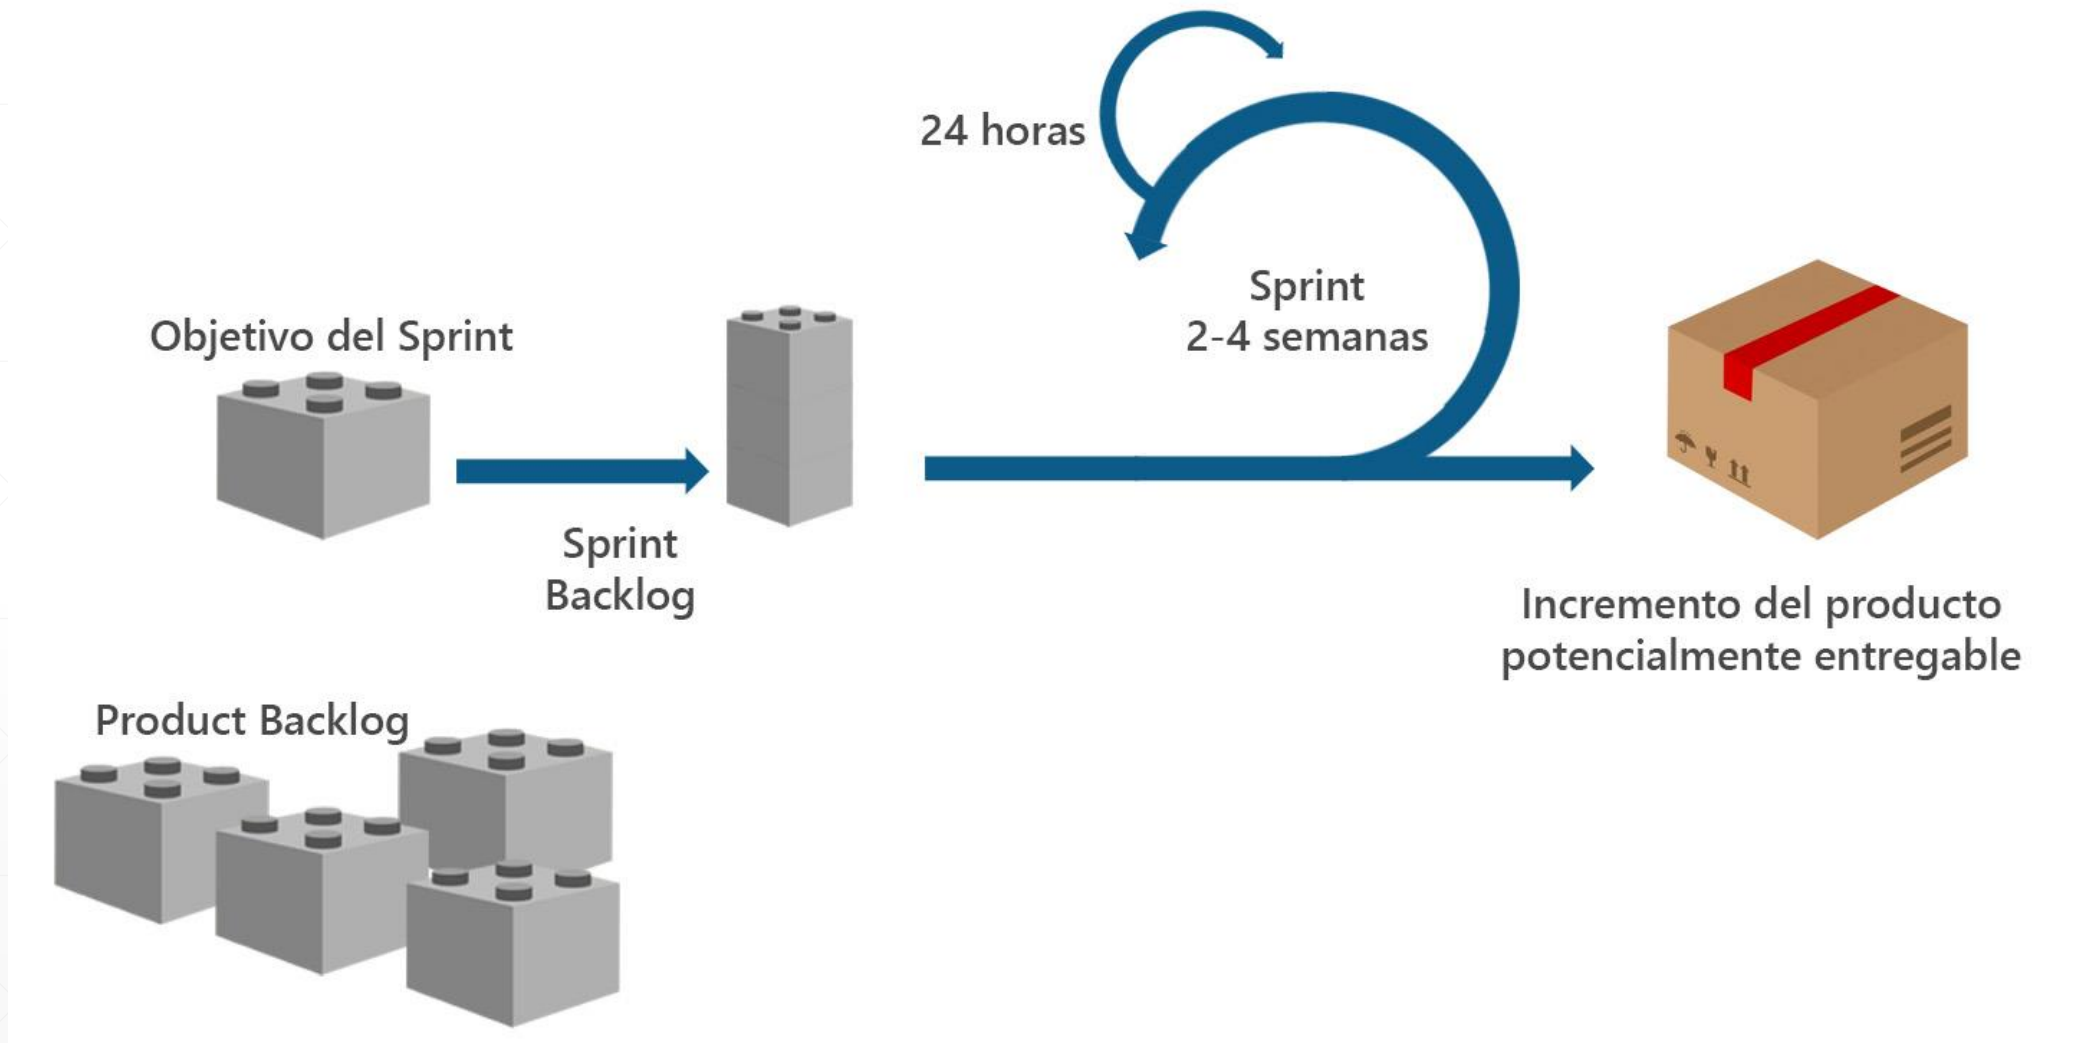 24 horas
Sprint
2-4 semanas
Objetivo del Sprint
Sprint
Backlog
Incremento del producto
potencialmente entregable
Product Backlog